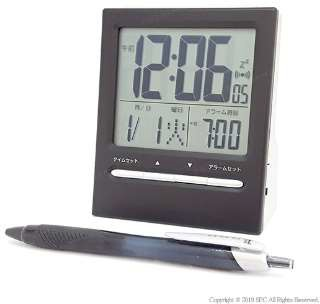 午前 12:06 05
月/日 曜日 アラーム時刻
1/1 火 7:00
タイムセット ▲ ▼ アラームセット
Copyright © 2019 SPC All Rights Reserved.